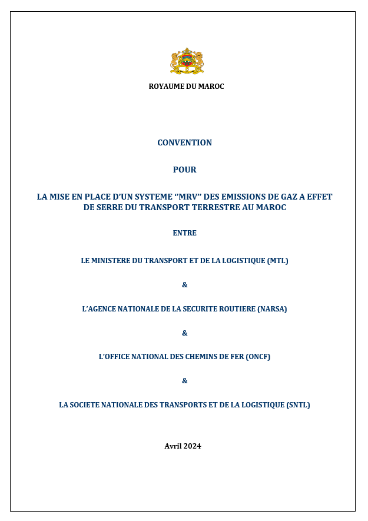 ROYAUME DU MAROC
CONVENTION
POUR
LA MISE EN PLACE D'UN SYSTEME "MRV" DES EMISSIONS DE GAZ A EFFET
DE SERRE DU TRANSPORT TERRESTRE AU MAROC
ENTRE
LE MINISTERE DU TRANSPORT ET DE LA LOGISTIQUE (MTL)
&
L'AGENCE NATIONALE DE LA SECURITE ROUTIERE (NARSA)
&
L'OFFICE NATIONAL DES CHEMINS DE FER (ONCF)
&
LA SOCIETE NATIONALE DES TRANSPORTS ET DE LA LOGISTIQUE (SNTL)
Avril 2024